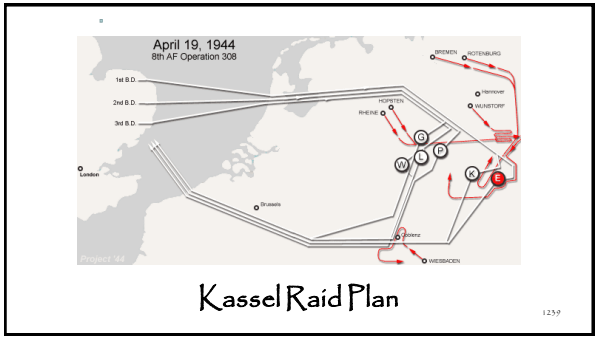 April 19, 1944
8th AF Operation 308
BREMEN
ROTENBURG
1st B.D.
2nd B.D.
3rd B.D.
Hannover
HOPSTEN
WUNSTORF
RHEINE
G
P
L
W
K
E
London
Brussels
Coblenz
WIESBADEN
Project '44
Kassel Raid Plan
1239